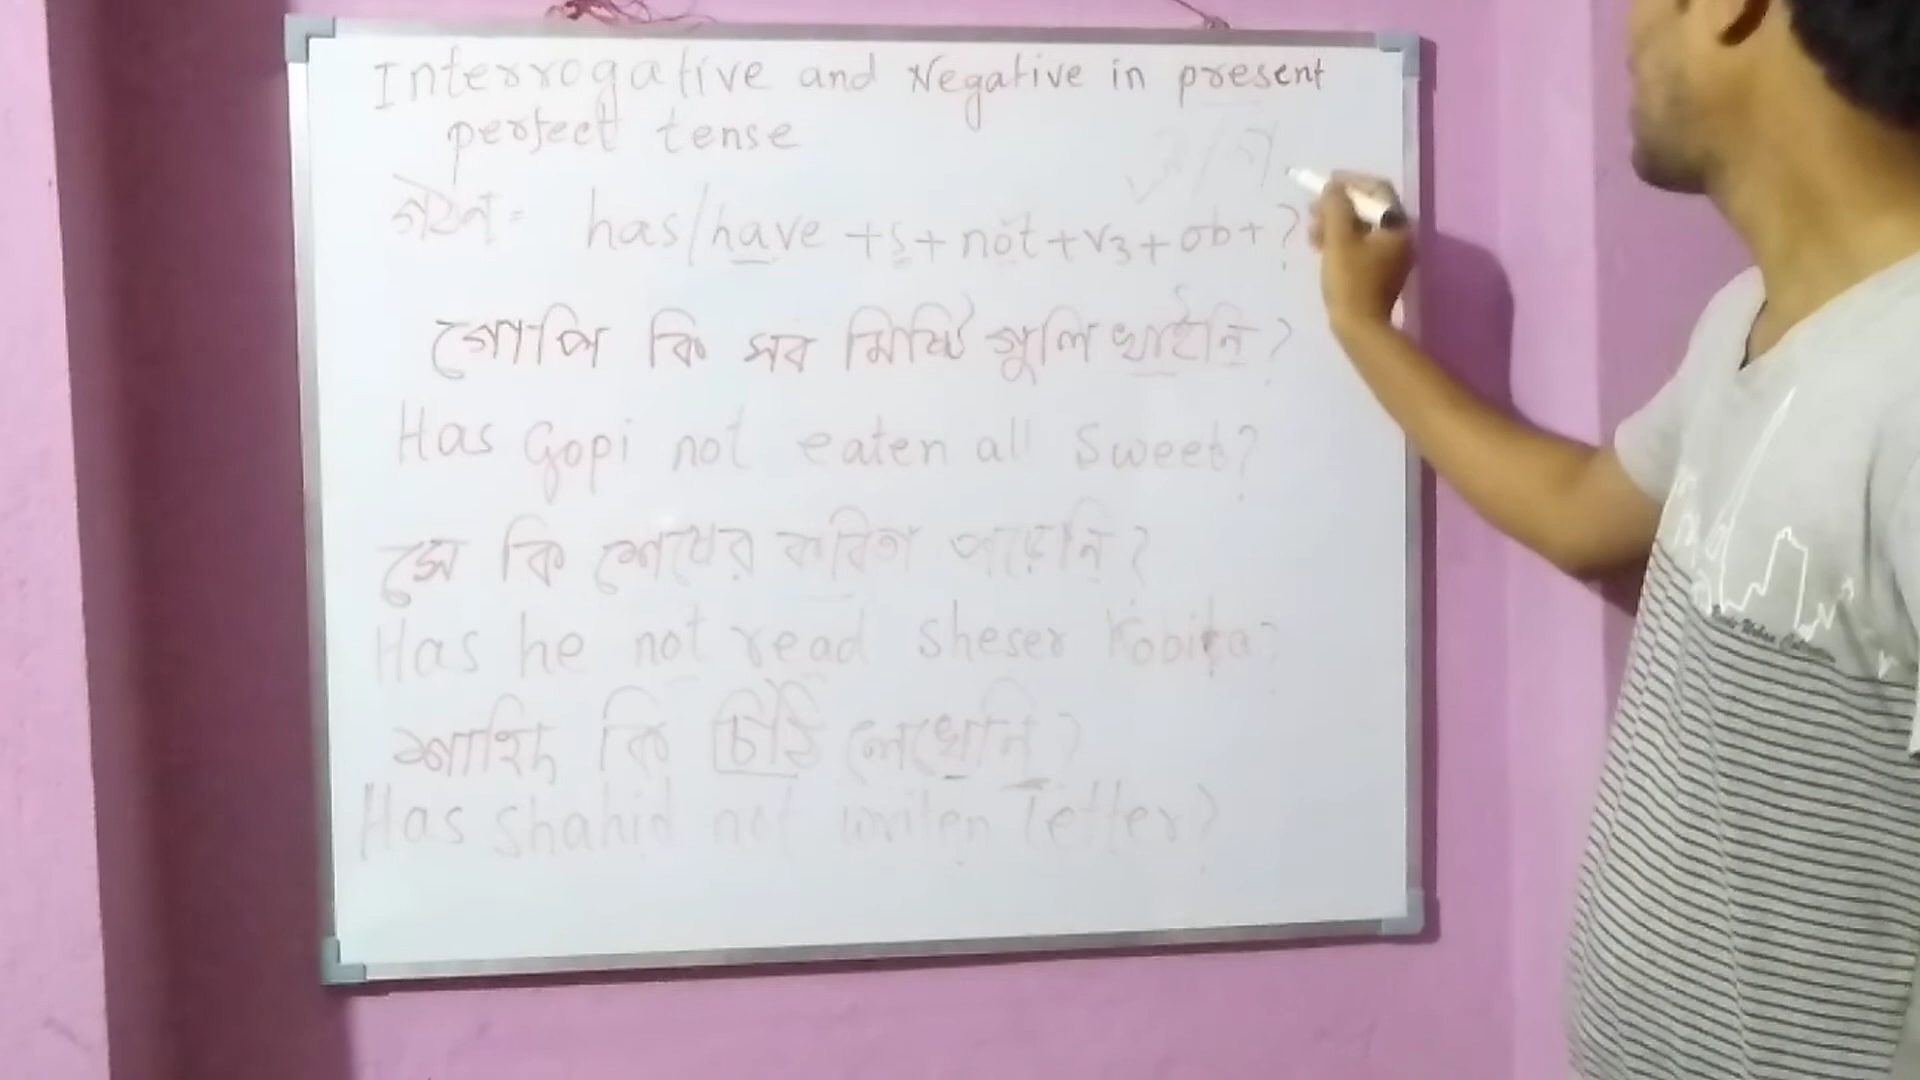 Interrogative and Negative in present
perfect tense
গঠন= has/have +s+ not+v3+ob+?
গোপি কি সব মিষ্টি গুলি খাইনি?
Has Gopi not eaten all Sweet?
সে কি শেষের কবিতা পড়েনি?
Has he not read Sheser Kobita?
শাহিদ কি চিঠি লেখেনি?
Has shahid not writen letter?